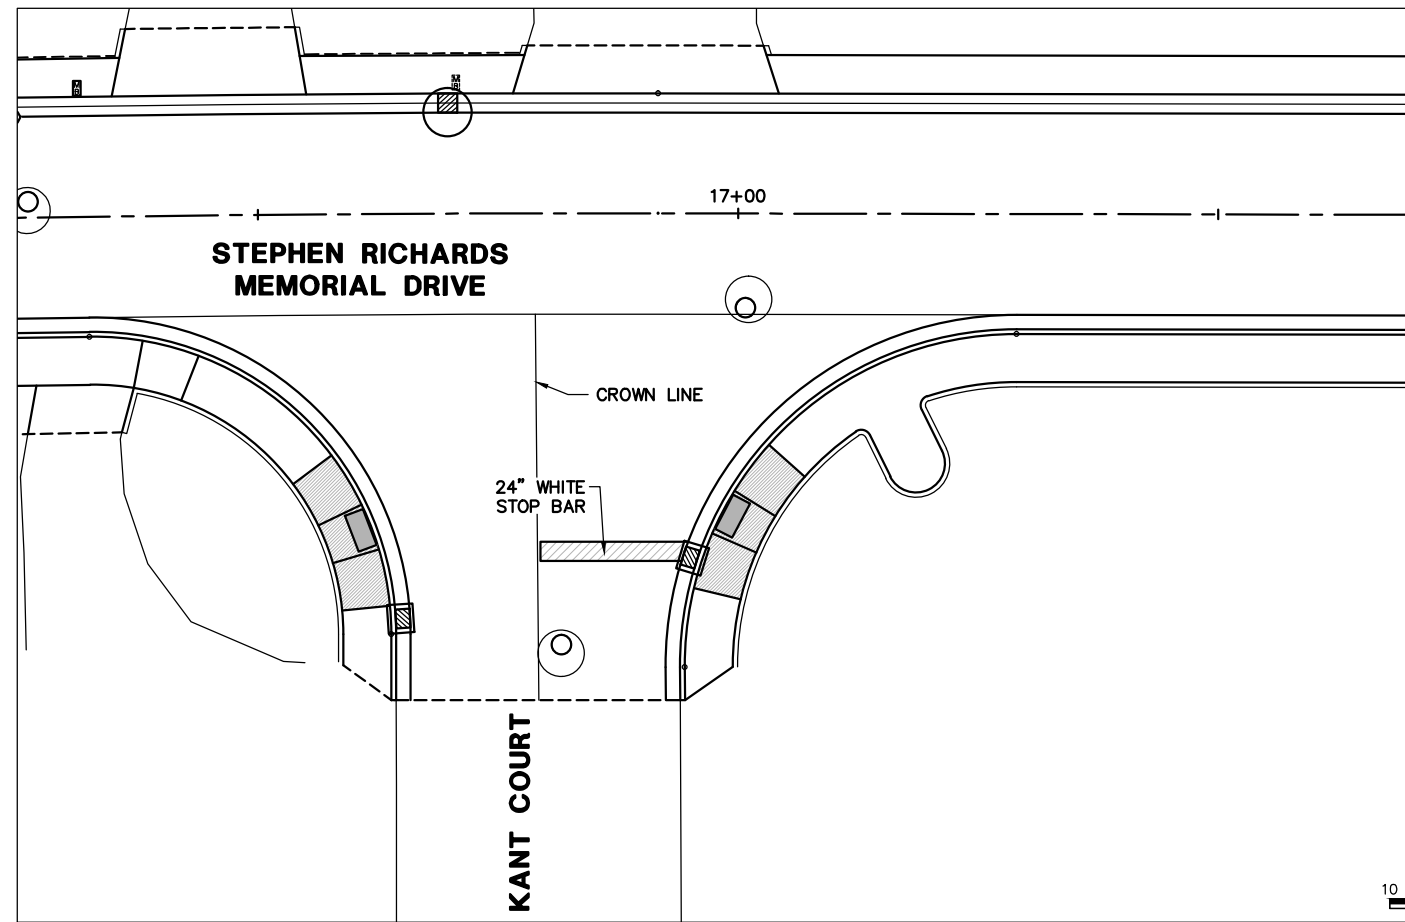 17+00
STEPHEN RICHARDS
MEMORIAL DRIVE
CROWN LINE
24" WHITE
STOP BAR
KANT COURT
10